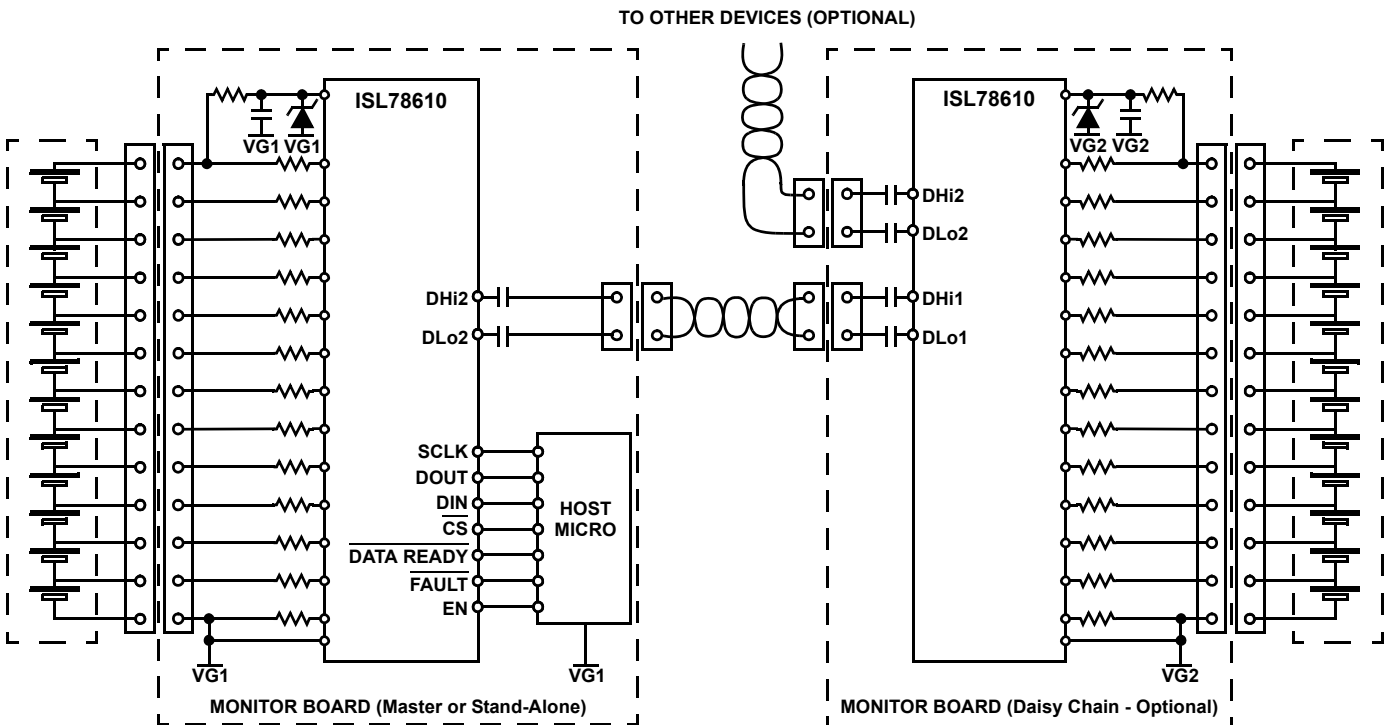 TO OTHER DEVICES (OPTIONAL)
ISL78610
VG1 VG1
DHi2
DLo2
SCLK
DOUT
DIN
CS
DATA READY
FAULT
EN
HOST
MICRO
VG1
VG1
MONITOR BOARD (Master or Stand-Alone)
ISL78610
VG2 VG2
DHi2
DLo2
DHi1
DLo1
VG2
MONITOR BOARD (Daisy Chain - Optional)